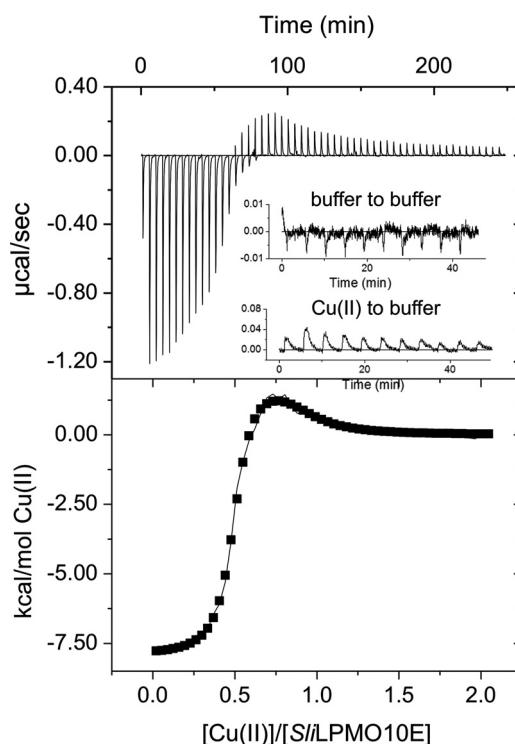 Time (min)
0 100 200
0.40
0.00
-0.40
-0.80
-1.20
µcal/sec
buffer to buffer
0.01
0.00
-0.01
0 20 40
Time (min)
Cu(II) to buffer
0.08
0.04
0.00
0 20 40
Time (min)
0.00
-2.50
-5.00
-7.50
kcal/mol Cu(II)
0.0 0.5 1.0 1.5 2.0
[Cu(II)]/[SliLPMO10E]